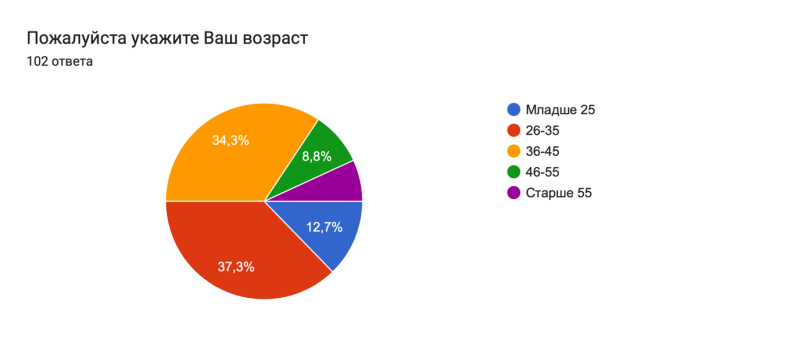 Пожалуйста укажите Ваш возраст
102 ответа
34,3%
8,8%
12,7%
37,3%
Младше 25
26-35
36-45
46-55
Старше 55